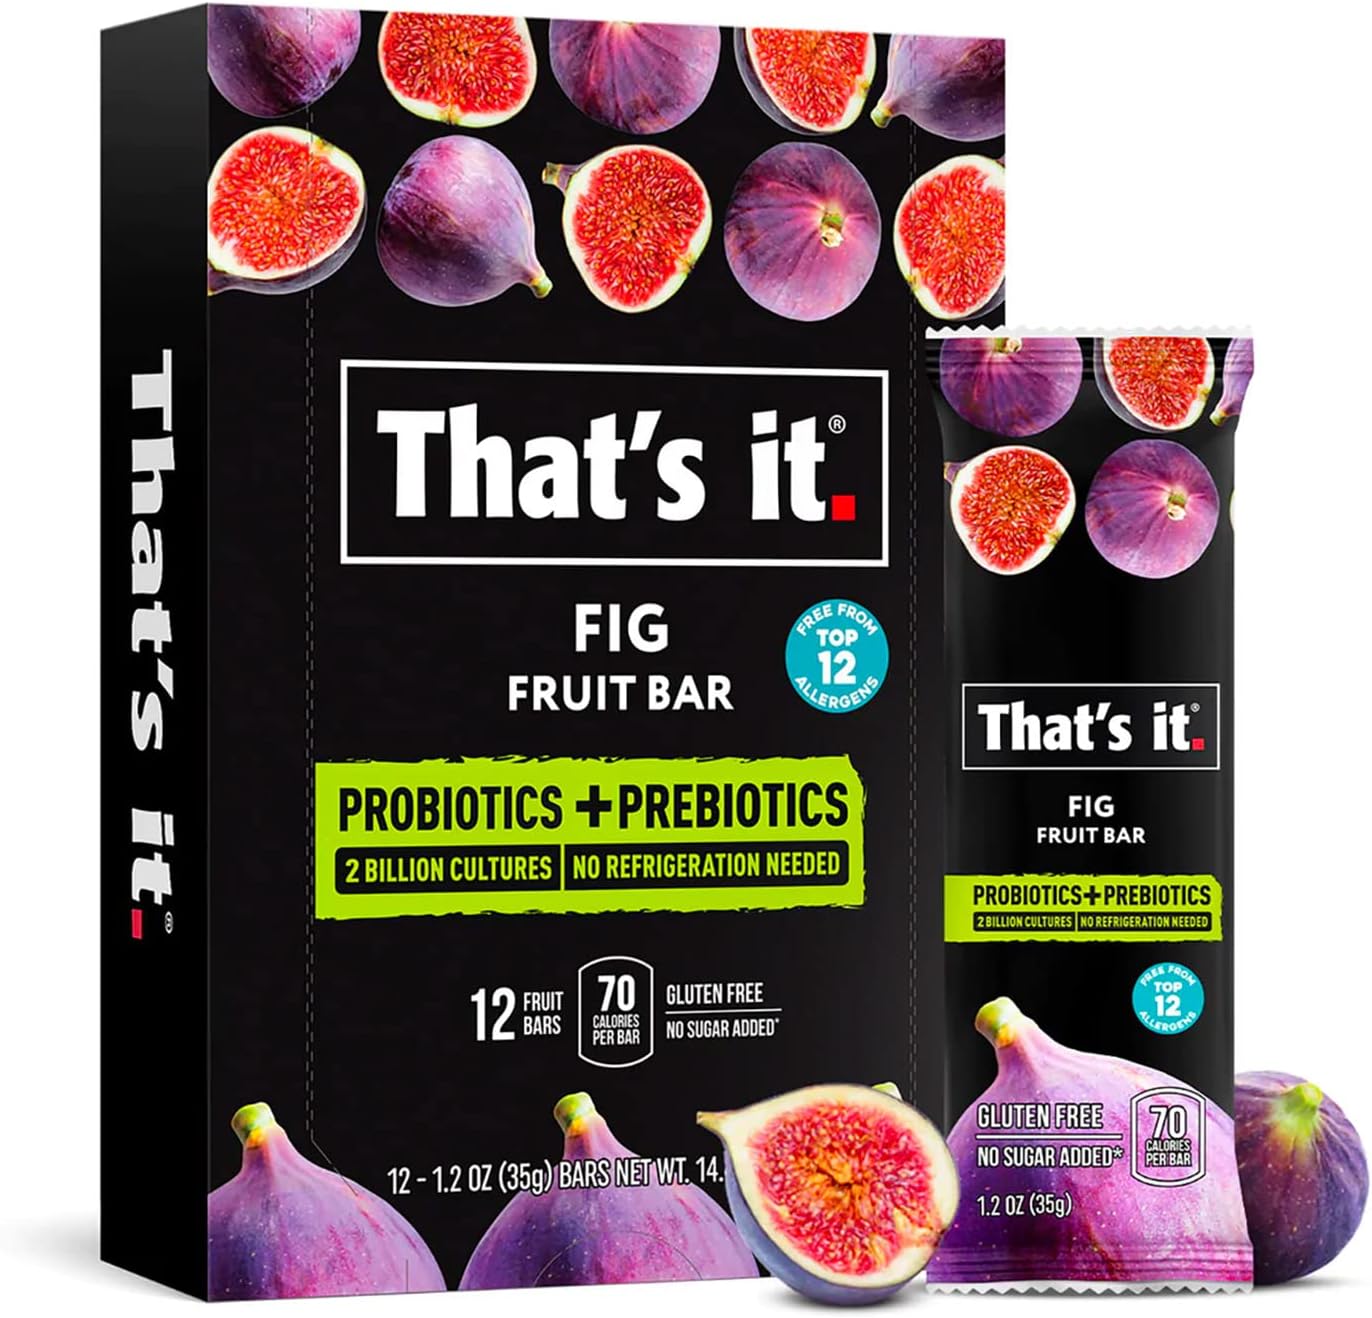 That's it.®
That's it.®
FIG
FRUIT BAR
FREE FROM
TOP
12
ALLERGENS
PROBIOTICS + PREBIOTICS
2 BILLION CULTURES | NO REFRIGERATION NEEDED
12 FRUIT
BARS
70
CALORIES
PER BAR
GLUTEN FREE
NO SUGAR ADDED*
12 - 1.2 OZ (35g) BARS NET WT. 14.
That's it.®
FIG
FRUIT BAR
PROBIOTICS+PREBIOTICS
2 BILLION CULTURES | NO REFRIGERATION NEEDED
FREE FROM
TOP
12
ALLERGENS
GLUTEN FREE
NO SUGAR ADDED*
70
CALORIES
PER BAR
1.2 OZ (35g)